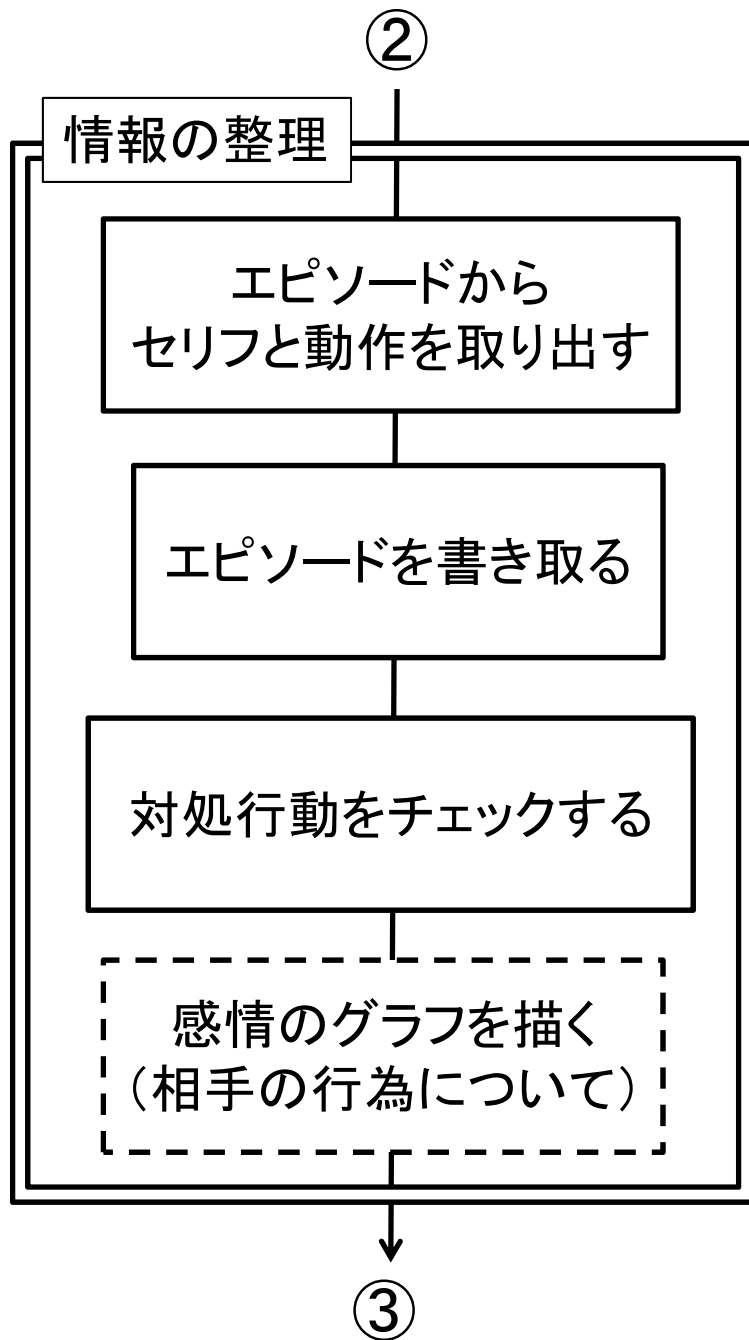 ②
情報の整理
エピソードから
セリフと動作を取り出す
エピソードを書き取る
対処行動をチェックする
感情のグラフを描く
（相手の行為について）
③